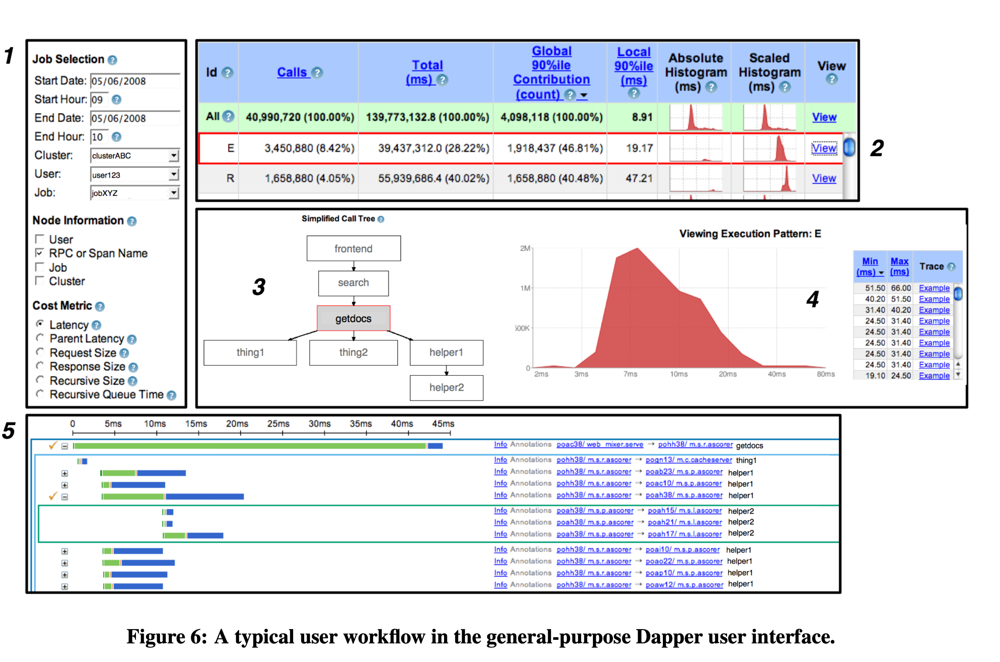 1
Job Selection ?
Start Date: 05/06/2008
Start Hour: 09 ?
End Date: 05/06/2008
End Hour: 10 ?
Cluster: clusterABC
User: user123
Job: jobXYZ
Node Information ?
User
RPC or Span Name
Job
Cluster
Cost Metric ?
Latency ?
Parent Latency ?
Request Size ?
Response Size ?
Recursive Size ?
Recursive Queue Time ?
Id ? Calls ? Total (ms) ? Global 90%ile Contribution (count) ? Local 90%ile (ms) ? Absolute Histogram (ms) ? Scaled Histogram (ms) ? View ?
All ? 40,990,720 (100.00%) 139,773,132.8 (100.00%) 4,098,118 (100.00%) 8.91 View
E 3,450,880 (8.42%) 39,437,312.0 (28.22%) 1,918,437 (46.81%) 19.17 View
R 1,658,880 (4.05%) 55,939,686.4 (40.02%) 1,658,880 (40.48%) 47.21 View
2
Simplified Call Tree ?
frontend
search
3
getdocs
thing1 thing2 helper1
helper2
Viewing Execution Pattern: E
2M
1M
500K
0
2ms 3ms 7ms 10ms 20ms 40ms 80ms
4
Min (ms) Max (ms) Trace ?
51.50 66.00 Example
40.20 51.50 Example
31.40 40.20 Example
24.50 31.40 Example
24.50 31.40 Example
24.50 31.40 Example
24.50 31.40 Example
24.50 31.40 Example
19.10 24.50 Example
5
0 5ms 10ms 15ms 20ms 25ms 30ms 35ms 40ms 45ms
Info Annotations poac38/ web_mixer.serve → pohh38/ m.s.r.ascorer getdocs
Info Annotations pohh38/ m.s.r.ascorer → pogn13/ m.c.cacheserver thing1
Info Annotations pohh38/ m.s.r.ascorer → poab23/ m.s.p.ascorer helper1
Info Annotations pohh38/ m.s.r.ascorer → poac10/ m.s.p.ascorer helper1
Info Annotations pohh38/ m.s.r.ascorer → poah38/ m.s.p.ascorer helper1
Info Annotations poah38/ m.s.p.ascorer → poah15/ m.s.l.ascorer helper2
Info Annotations poah38/ m.s.p.ascorer → poah21/ m.s.l.ascorer helper2
Info Annotations poah38/ m.s.p.ascorer → poah17/ m.s.l.ascorer helper2
Info Annotations pohh38/ m.s.r.ascorer → poai10/ m.s.p.ascorer helper1
Info Annotations pohh38/ m.s.r.ascorer → poao22/ m.s.p.ascorer helper1
Info Annotations pohh38/ m.s.r.ascorer → poap10/ m.s.p.ascorer helper1
Info Annotations pohh38/ m.s.r.ascorer → poaw12/ m.s.p.ascorer helper1
Figure 6: A typical user workflow in the general-purpose Dapper user interface.